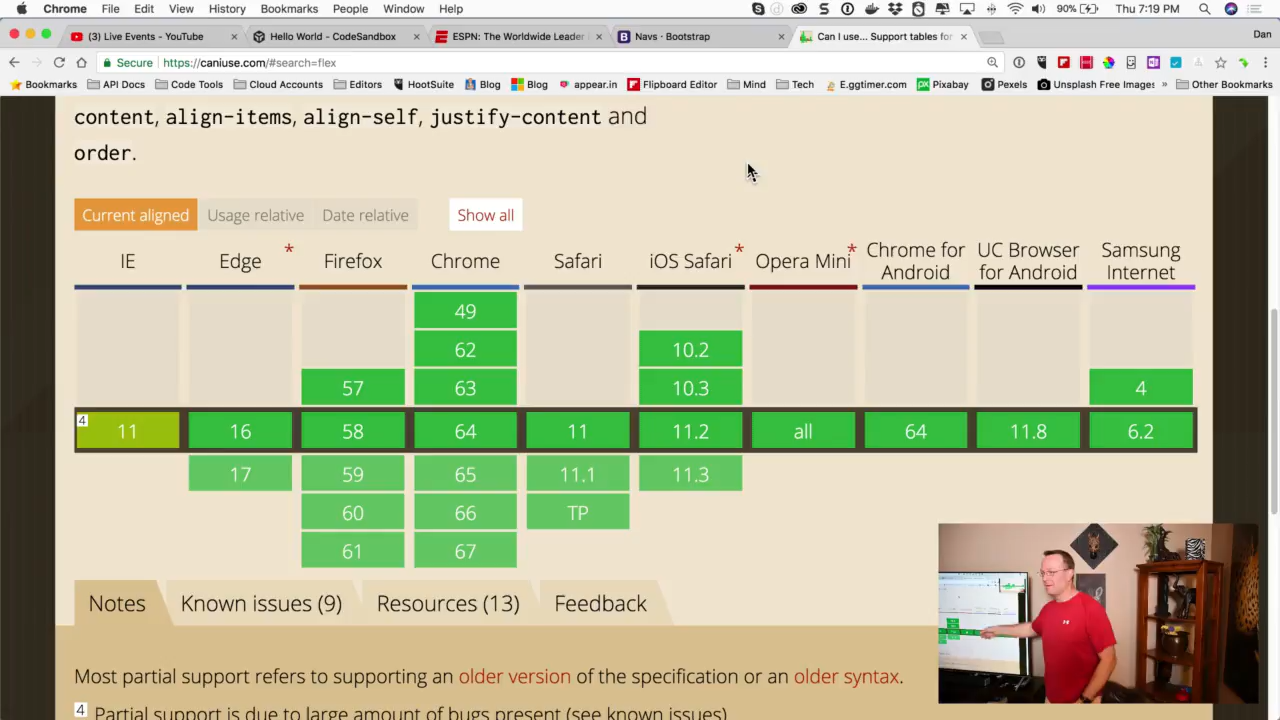 Chrome File Edit View History Bookmarks People Window Help 90% Thu 7:19 PM
(3) Live Events - YouTube Hello World - CodeSandbox ESPN: The Worldwide Leader Navs · Bootstrap Can I use... Support tables for Dan
Secure https://caniuse.com/#search=flex
Bookmarks API Docs Code Tools Cloud Accounts Editors HootSuite Blog Blog appear.in Flipboard Editor Mind Tech E.ggtimer.com Pixabay Pexels Unsplash Free Images » Other Bookmarks
content, align-items, align-self, justify-content and
order.
Current aligned Usage relative Date relative Show all
IE Edge * Firefox Chrome Safari iOS Safari * Opera Mini * Chrome for Android UC Browser for Android Samsung Internet
49
62 10.2
57 63 10.3 4
4 11 16 58 64 11 11.2 all 64 11.8 6.2
17 59 65 11.1 11.3
60 66 TP
61 67
Notes Known issues (9) Resources (13) Feedback
Most partial support refers to supporting an older version of the specification or an older syntax.
4 Partial support is due to large amount of bugs present (see known issues)